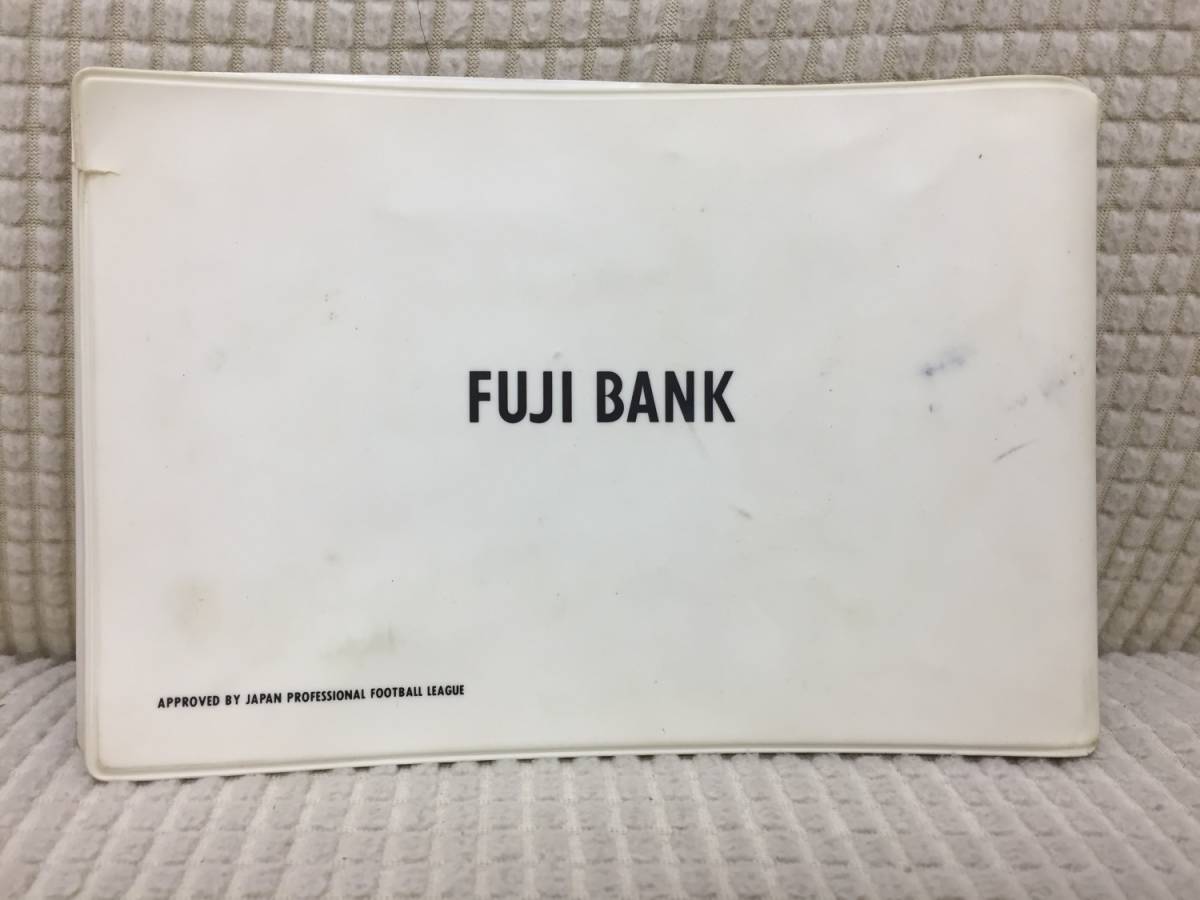 FUJI BANK
APPROVED BY JAPAN PROFESSIONAL FOOTBALL LEAGUE